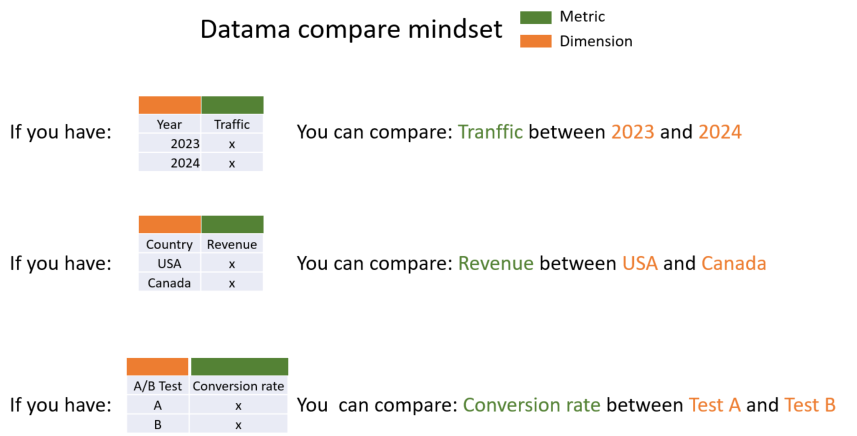 Datama compare mindset
Metric
Dimension
If you have:
Year Traffic
2023 x
2024 x
You can compare: Tranffic between 2023 and 2024
If you have:
Country Revenue
USA x
Canada x
You can compare: Revenue between USA and Canada
If you have:
A/B Test Conversion rate
A x
B x
You can compare: Conversion rate between Test A and Test B